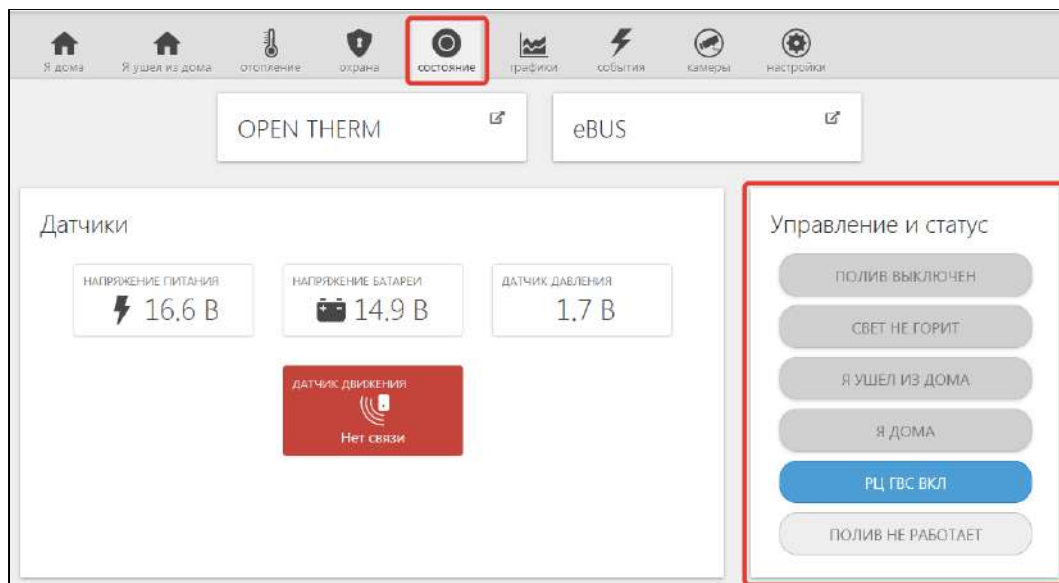 Я дома
Я ушел из дома
отопление
охрана
состояние
графики
события
камеры
настройки
OPEN THERM
eBUS
Датчики
НАПРЯЖЕНИЕ ПИТАНИЯ
16,6 В
НАПРЯЖЕНИЕ БАТАРЕИ
14,9 В
ДАТЧИК ДАВЛЕНИЯ
1,7 В
ДАТЧИК ДВИЖЕНИЯ
Нет связи
Управление и статус
ПОЛИВ ВЫКЛЮЧЕН
СВЕТ НЕ ГОРИТ
Я УШЕЛ ИЗ ДОМА
Я ДОМА
РЦ ГВС ВКЛ
ПОЛИВ НЕ РАБОТАЕТ